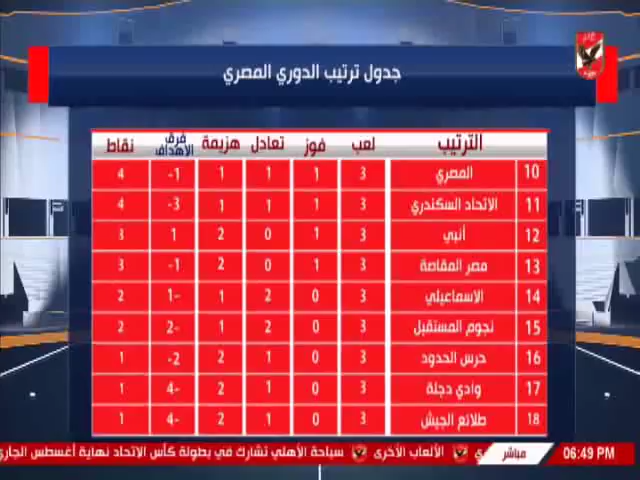 جدول ترتيب الدوري المصري
الترتيب لعب فوز تعادل هزيمة فرق الأهداف نقاط
10 المصري 3 1 1 1 -1 4
11 الاتحاد السكندري 3 1 1 1 -3 4
12 أنبي 3 1 0 2 1 3
13 مصر المقاصة 3 1 0 2 -1 3
14 الاسماعيلي 3 0 2 1 1- 2
15 نجوم المستقبل 3 0 2 1 2- 2
16 حرس الحدود 3 0 1 2 -2 1
17 وادي دجلة 3 0 1 2 4- 1
18 طلائع الجيش 3 0 1 2 4- 1
06:49 PM مباشر الألعاب الأخرى سباحة الأهلي تشارك في بطولة كأس الاتحاد نهاية أغسطس الجاري